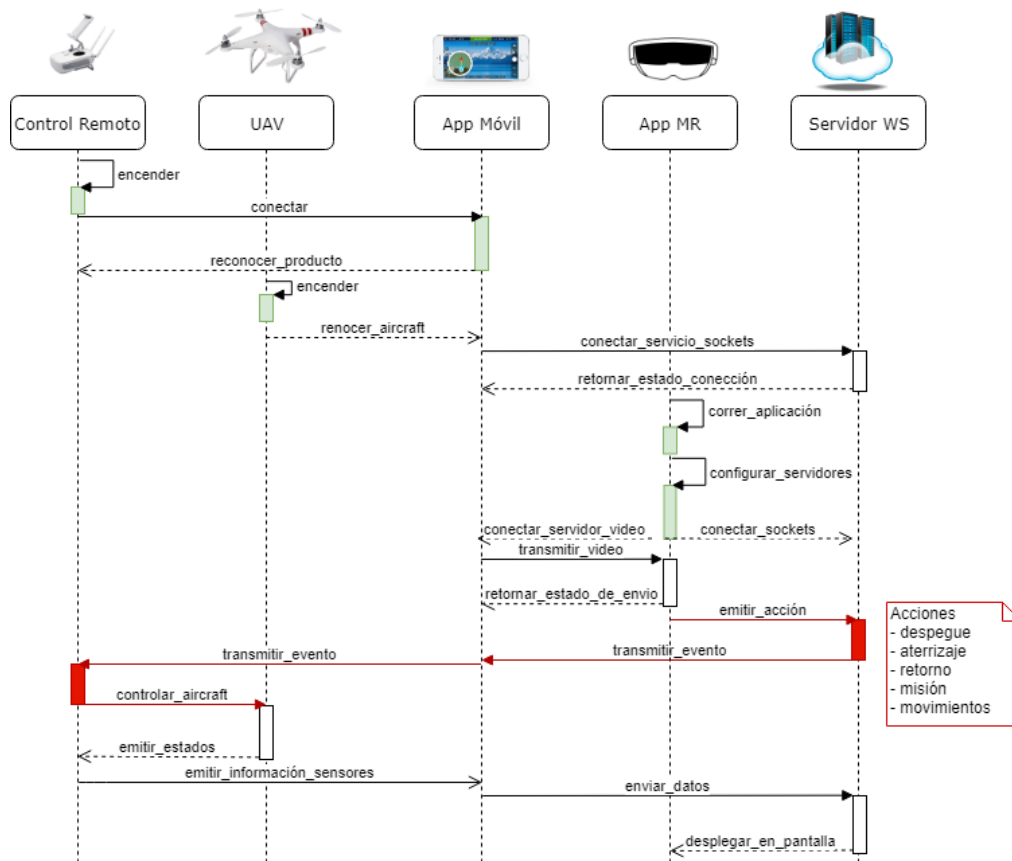 Control Remoto
UAV
App Móvil
App MR
Servidor WS
encender
conectar
reconocer_producto
encender
renocer_aircraft
conectar_servicio_sockets
retornar_estado_conección
correr_aplicación
configurar_servidores
conectar_servidor_video
conectar_sockets
transmitir_video
retornar_estado_de_envio
emitir_acción
Acciones
- despegue
- aterrizaje
- retorno
- misión
- movimientos
transmitir_evento
transmitir_evento
controlar_aircraft
emitir_estados
emitir_información_sensores
enviar_datos
desplegar_en_pantalla